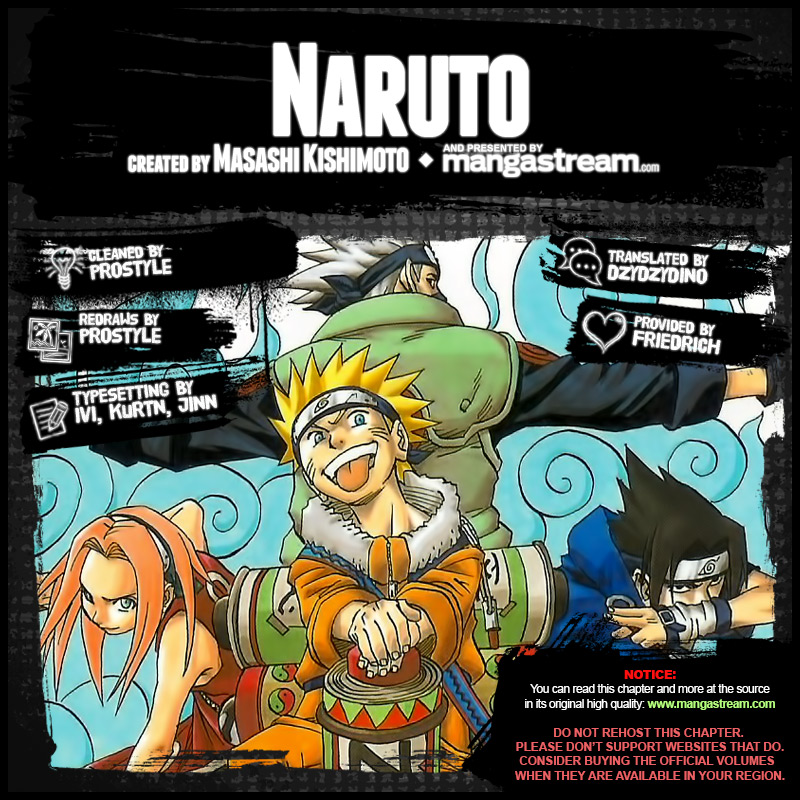 NARUTO
CREATED BY MASASHI KISHIMOTO ◆ AND PRESENTED BY mangastream.com
CLEANED BY
PROSTYLE
REDRAWS BY
PROSTYLE
TYPESETTING BY
IVI, KURTN, JINN
TRANSLATED BY
DZYDZYDINO
PROVIDED BY
FRIEDRICH
NOTICE:
You can read this chapter and more at the source
in its original high quality: www.mangastream.com
DO NOT REHOST THIS CHAPTER.
PLEASE DON'T SUPPORT WEBSITES THAT DO.
CONSIDER BUYING THE OFFICIAL VOLUMES
WHEN THEY ARE AVAILABLE IN YOUR REGION.